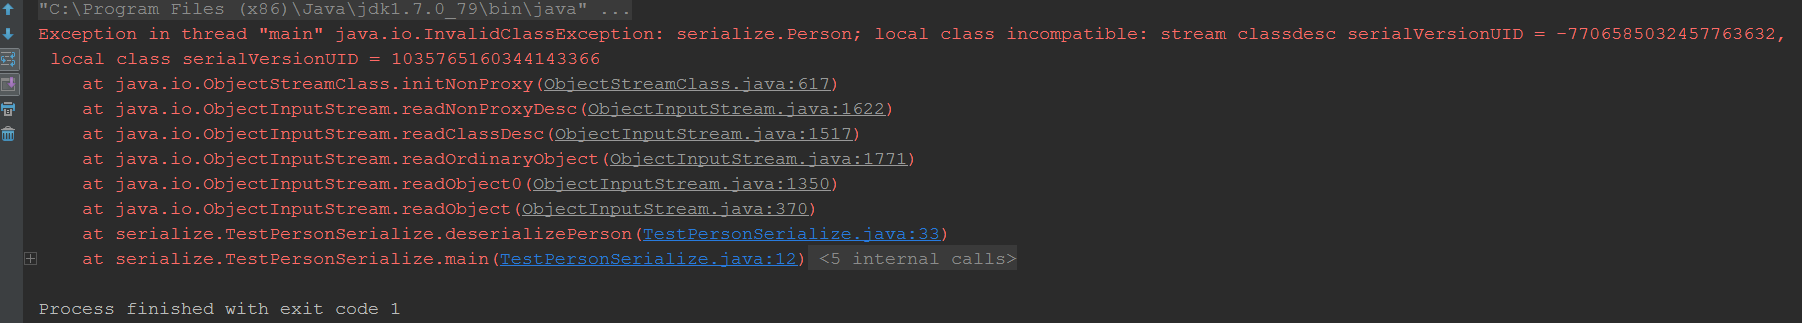 "C:\Program Files (x86)\Java\jdk1.7.0_79\bin\java" ...
Exception in thread "main" java.io.InvalidClassException: serialize.Person; local class incompatible: stream classdesc serialVersionUID = -7706585032457763632,
local class serialVersionUID = 1035765160344143366
at java.io.ObjectStreamClass.initNonProxy(ObjectStreamClass.java:617)
at java.io.ObjectInputStream.readNonProxyDesc(ObjectInputStream.java:1622)
at java.io.ObjectInputStream.readClassDesc(ObjectInputStream.java:1517)
at java.io.ObjectInputStream.readOrdinaryObject(ObjectInputStream.java:1771)
at java.io.ObjectInputStream.readObject0(ObjectInputStream.java:1350)
at java.io.ObjectInputStream.readObject(ObjectInputStream.java:370)
at serialize.TestPersonSerialize.deserializePerson(TestPersonSerialize.java:33)
at serialize.TestPersonSerialize.main(TestPersonSerialize.java:12) <5 internal calls>
Process finished with exit code 1